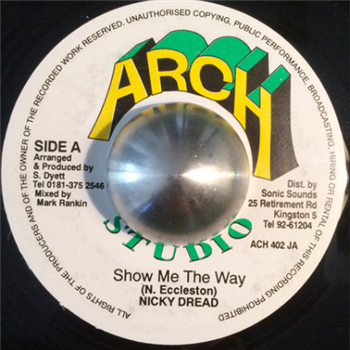 ALL RIGHTS OF THE PRODUCERS AND OF THE OWNER OF THE RECORDED WORK RESERVED. UNAUTHORISED COPYING, PUBLIC PERFORMANCE, BROADCASTING, HIRING OR RENTAL OF THIS RECORDING PROHIBITED
ARCH
STUDIO
SIDE A
Arranged
& Produced by
S. Dyett
Tel 0181-375 2546
Mixed by
Mark Rankin
Dist. by
Sonic Sounds
25 Retirement Rd
Kingston 5
Tel 92-61204
ACH 402 JA
Show Me The Way
(N. Eccleston)
NICKY DREAD